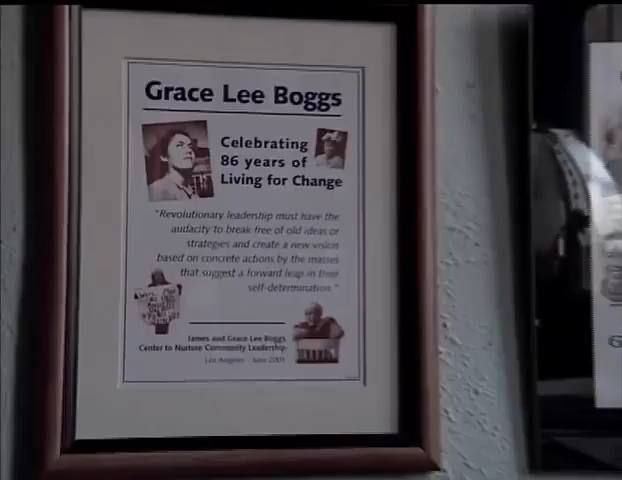 Grace Lee Boggs
Celebrating
86 years of
Living for Change
"Revolutionary leadership must have the
audacity to break free of old ideas or
strategies and create a new vision
based on concrete actions by the masses
that suggest a forward leap in their
self-determination."
James and Grace Lee Boggs
Center to Nurture Community Leadership
Los Angeles - June 2001